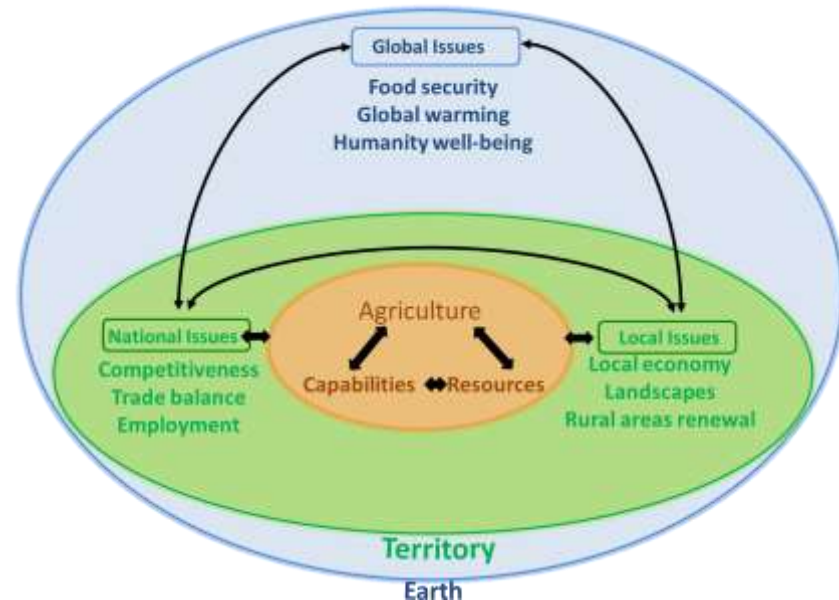 Global Issues
Food security
Global warming
Humanity well-being
Agriculture
National Issues
Local Issues
Competitiveness
Trade balance
Employment
Capabilities
Resources
Local economy
Landscapes
Rural areas renewal
Territory
Earth